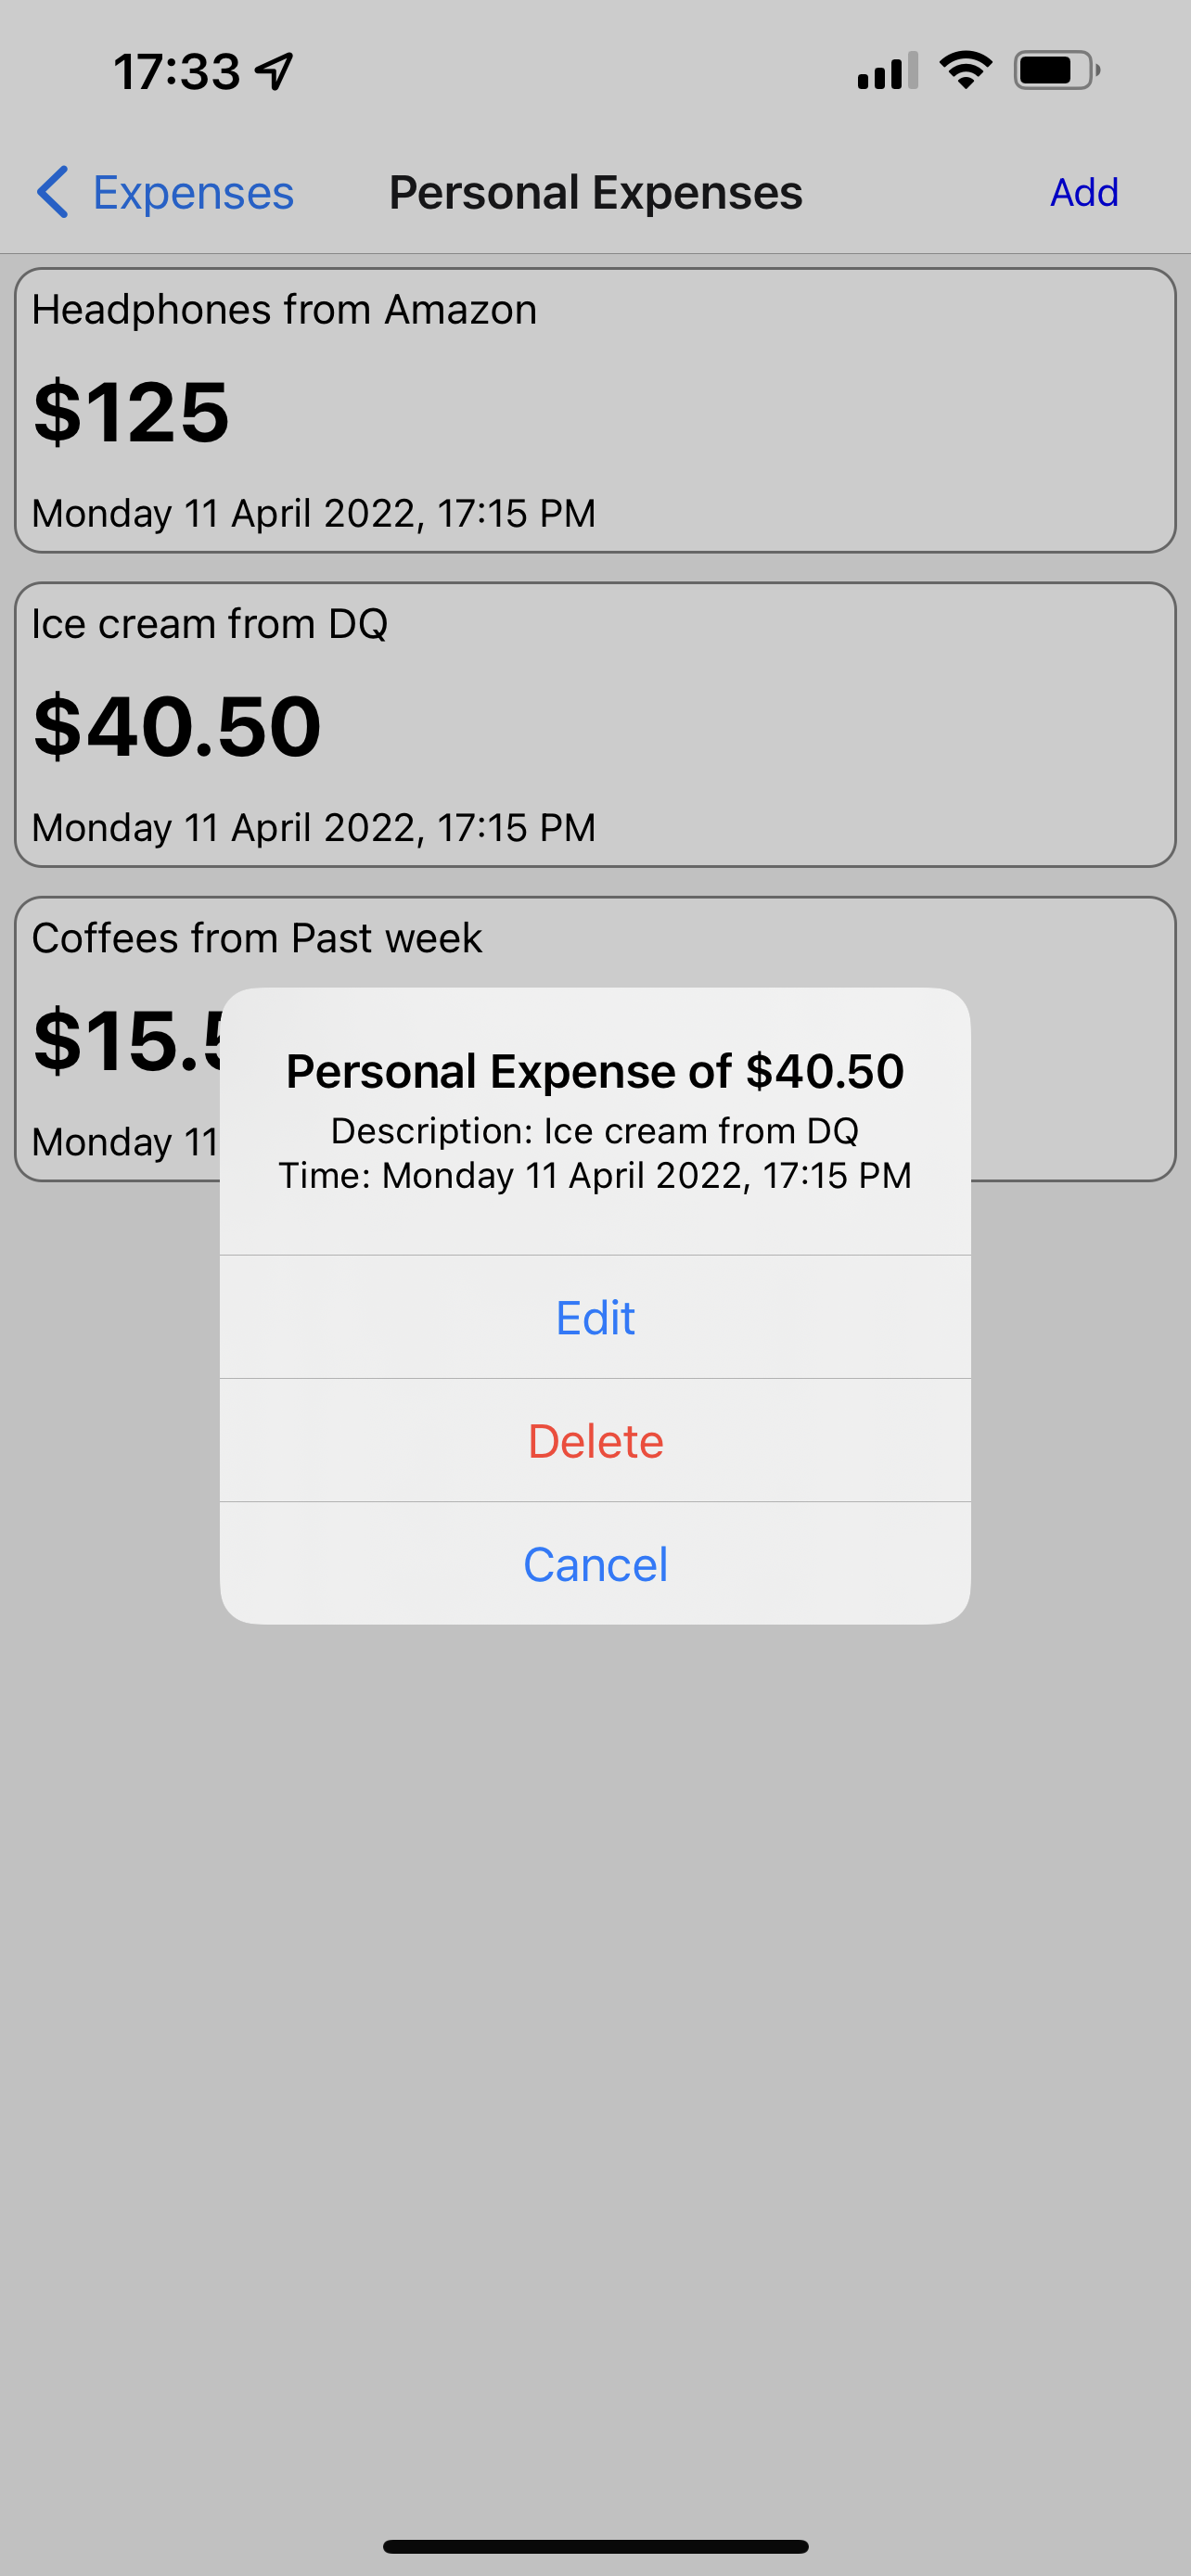 17:33
Expenses Personal Expenses Add
Headphones from Amazon
$125
Monday 11 April 2022, 17:15 PM
Ice cream from DQ
$40.50
Monday 11 April 2022, 17:15 PM
Coffees from Past week
$15.5
Monday 11
Personal Expense of $40.50
Description: Ice cream from DQ
Time: Monday 11 April 2022, 17:15 PM
Edit
Delete
Cancel